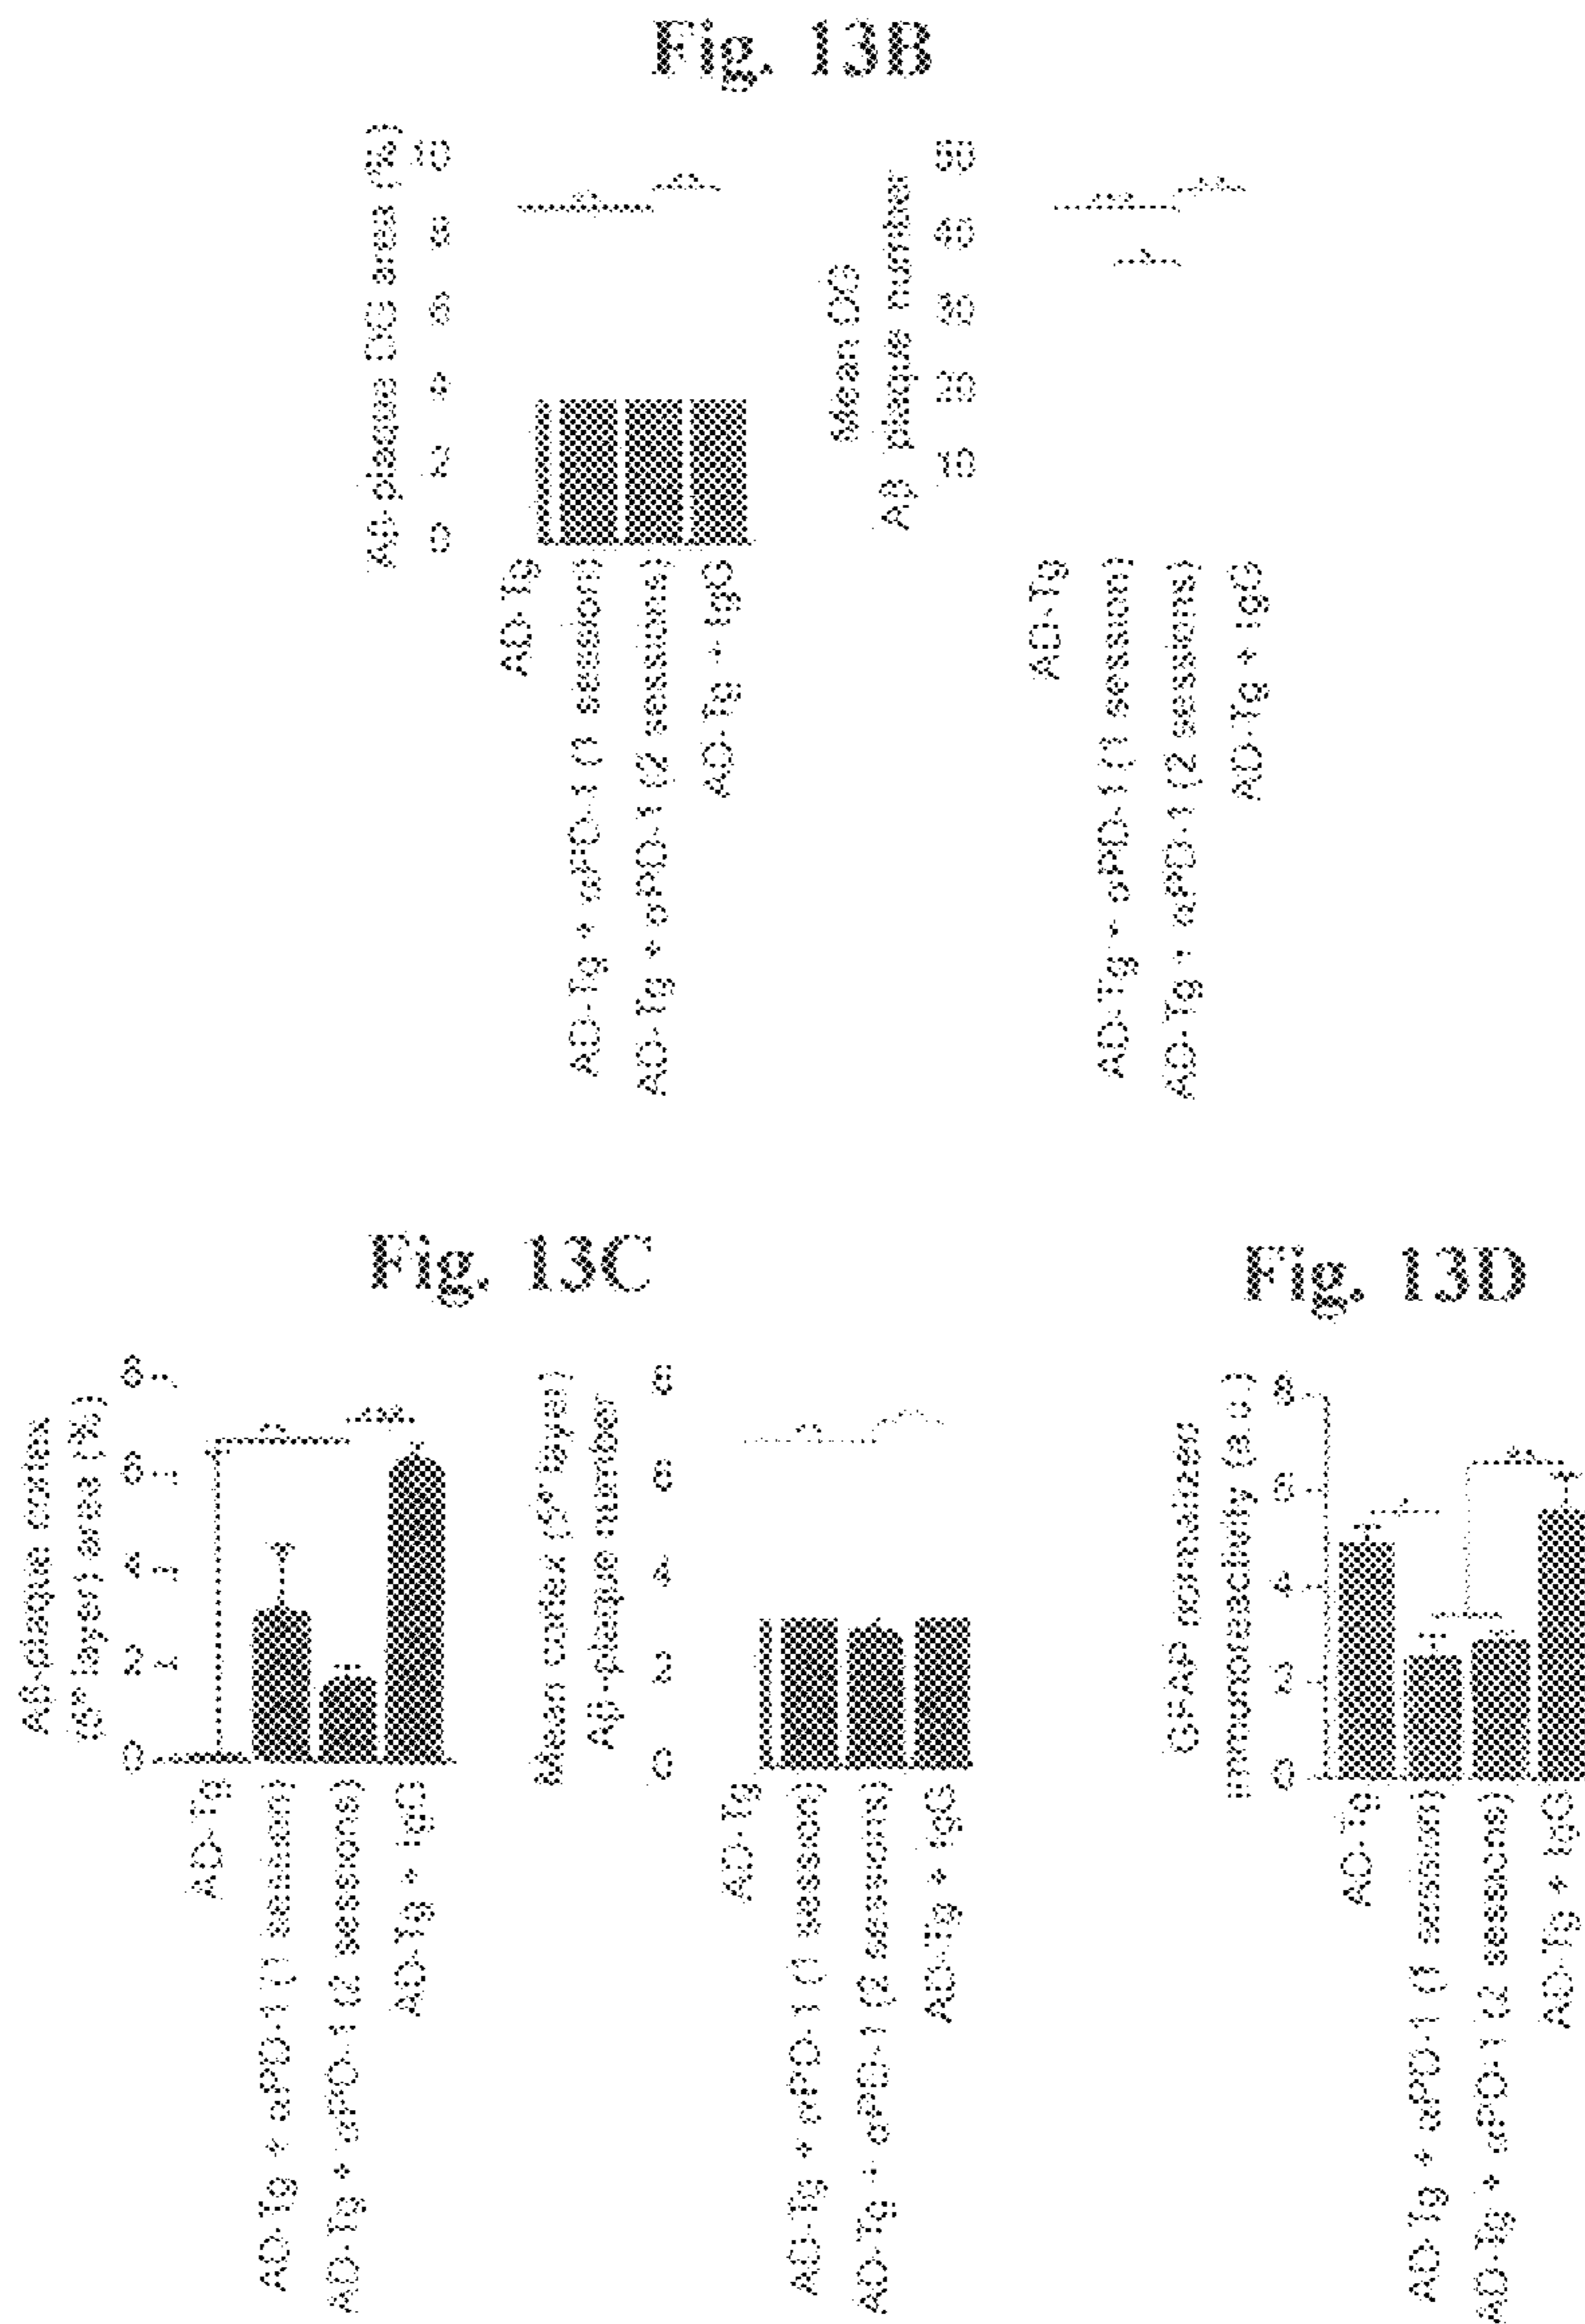 Fig. 13B
Aβ-plaque DG area (%)
10
8
6
4
2
0
AD-Tg
AD-Tg + αPD-1 (1 session)
AD-Tg + αPD-1 (2 sessions)
AD-Tg + IgG
Mean DG
Aβ plaque number
50
40
30
20
10
AD-Tg
AD-Tg + αPD-1 (1 session)
AD-Tg + αPD-1 (2 sessions)
AD-Tg + IgG
Fig. 13C
Aβ-plaque cortex
(5º layer) area (%)
8
6
4
2
0
AD-Tg
AD-Tg + αPD-1 (1 session)
AD-Tg + αPD-1 (2 sessions)
AD-Tg + IgG
Mean cortex (5º layer)
Aβ-plaque number
8
6
4
2
0
AD-Tg
AD-Tg + αPD-1 (1 session)
AD-Tg + αPD-1 (2 sessions)
AD-Tg + IgG
Fig. 13D
GFAP normalized
immunoreactivity (a.u.)
8
6
4
2
0
AD-Tg
AD-Tg + αPD-1 (1 session)
AD-Tg + αPD-1 (2 sessions)
AD-Tg + IgG